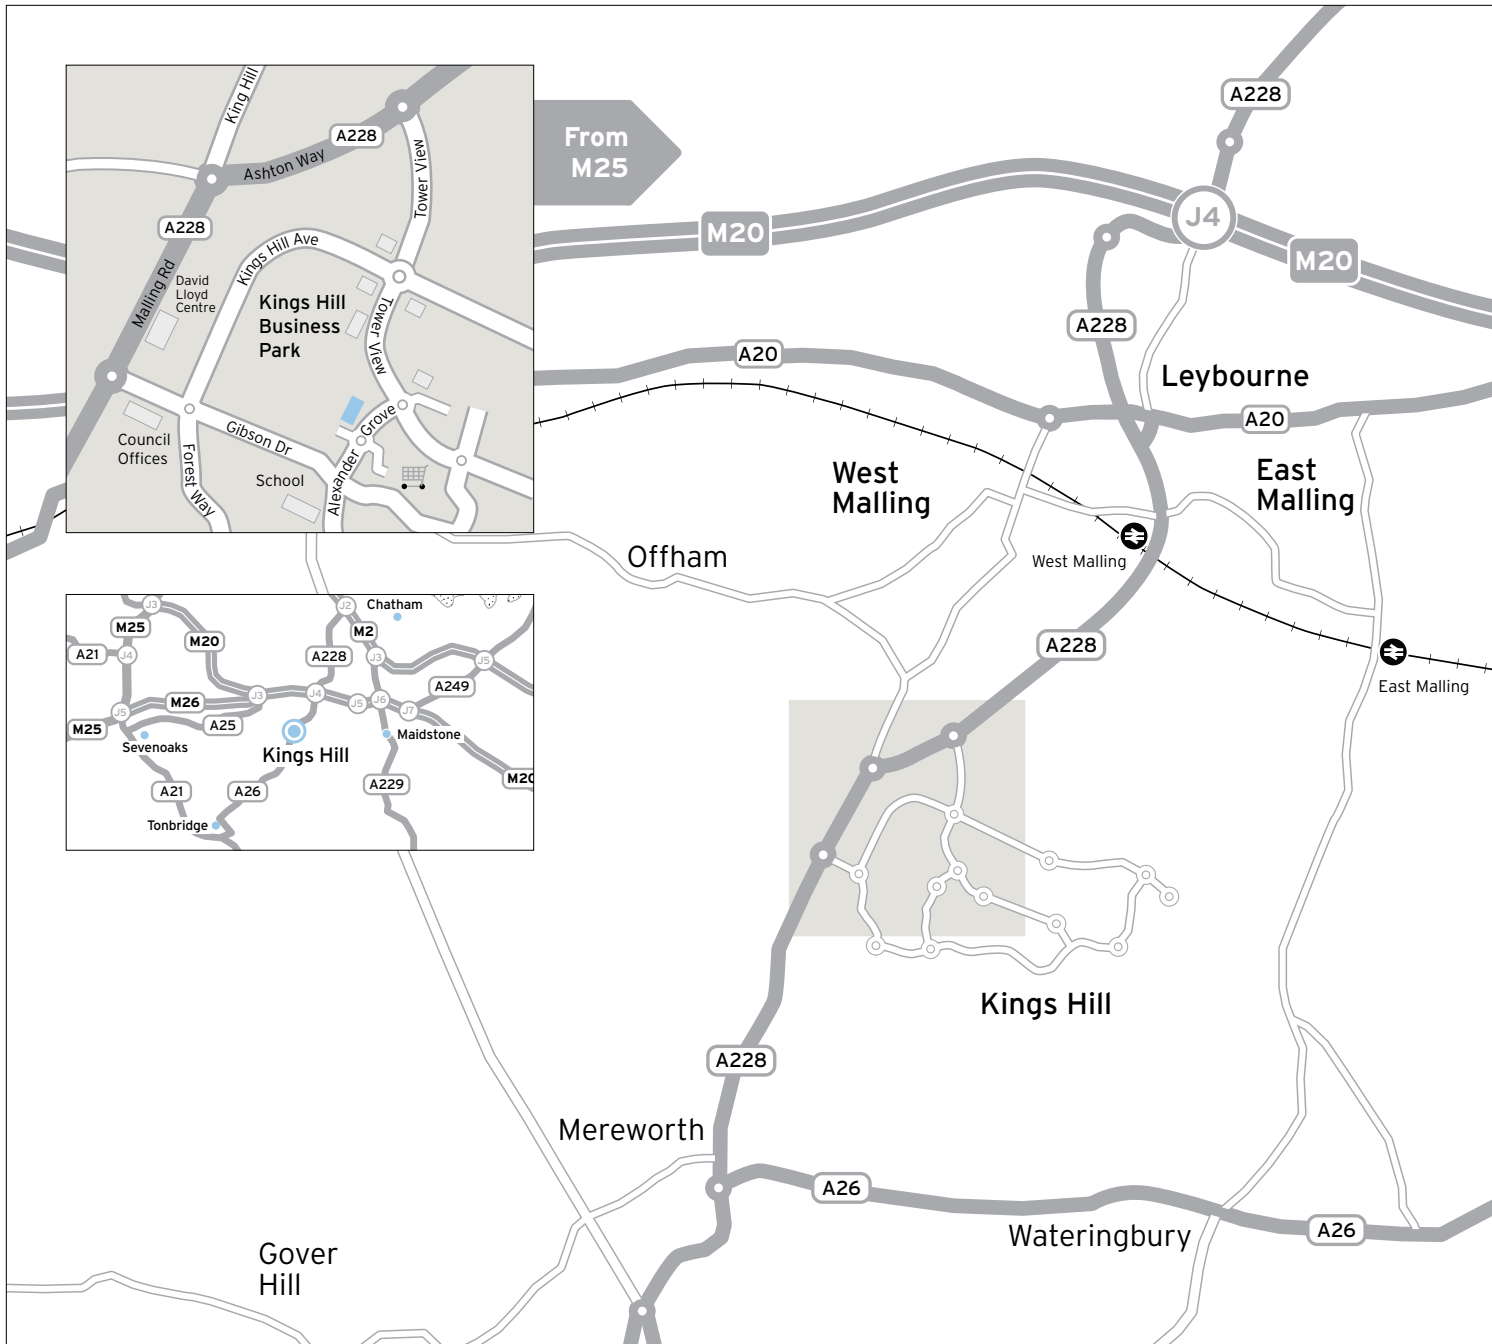 King Hill
A228
Ashton Way
Tower View
A228
Malling Rd
David
Lloyd
Centre
Kings Hill Ave
Kings Hill
Business
Park
Tower View
Grove
Alexander
Gibson Dr
Council
Offices
Forest Way
School
From
M25
M20
A228
J4
M20
A228
A20
Leybourne
A20
West
Malling
East
Malling
Offham
West Malling
A228
East Malling
J3
M25
A21
J4
M20
J2
Chatham
M2
A228
J3
J5
A249
M26
J3
J4
J5
J6
J7
J5
A25
M25
Sevenoaks
Kings Hill
Maidstone
M20
A21
A26
A229
Tonbridge
Kings Hill
A228
Mereworth
A26
Wateringbury
A26
Gover
Hill